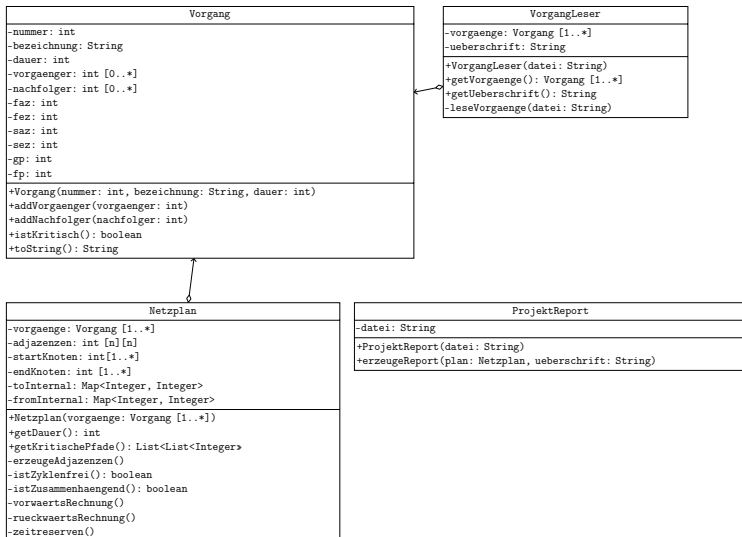 Vorgang
-nummer: int
-bezeichnung: String
-dauer: int
-vorgaenger: int [0..*]
-nachfolger: int [0..*]
-faz: int
-fez: int
-saz: int
-sez: int
-gp: int
-fp: int
+Vorgang(nummer: int, bezeichnung: String, dauer: int)
+addVorgaenger(vorgaenger: int)
+addNachfolger(nachfolger: int)
+istKritisch(): boolean
+toString(): String
VorgangLeser
-vorgaenge: Vorgang [1..*]
-ueberschrift: String
+VorgangLeser(datei: String)
+getVorgaenge(): Vorgang [1..*]
+getUeberschrift(): String
-leseVorgaenge(datei: String)
Netzplan
-vorgaenge: Vorgang [1..*]
-adjazenzen: int [n][n]
-startKnoten: int[1..*]
-endKnoten: int [1..*]
-toInternal: Map<Integer, Integer>
-fromInternal: Map<Integer, Integer>
+Netzplan(vorgaenge: Vorgang [1..*])
+getDauer(): int
+getKritischePfade(): List<List<Integer»
-erzeugeAdjazenzen()
-istZyklenfrei(): boolean
-istZusammenhaengend(): boolean
-vorwaertsRechnung()
-rueckwaertsRechnung()
-zeitreserven()
ProjektReport
-datei: String
+ProjektReport(datei: String)
+erzeugeReport(plan: Netzplan, ueberschrift: String)